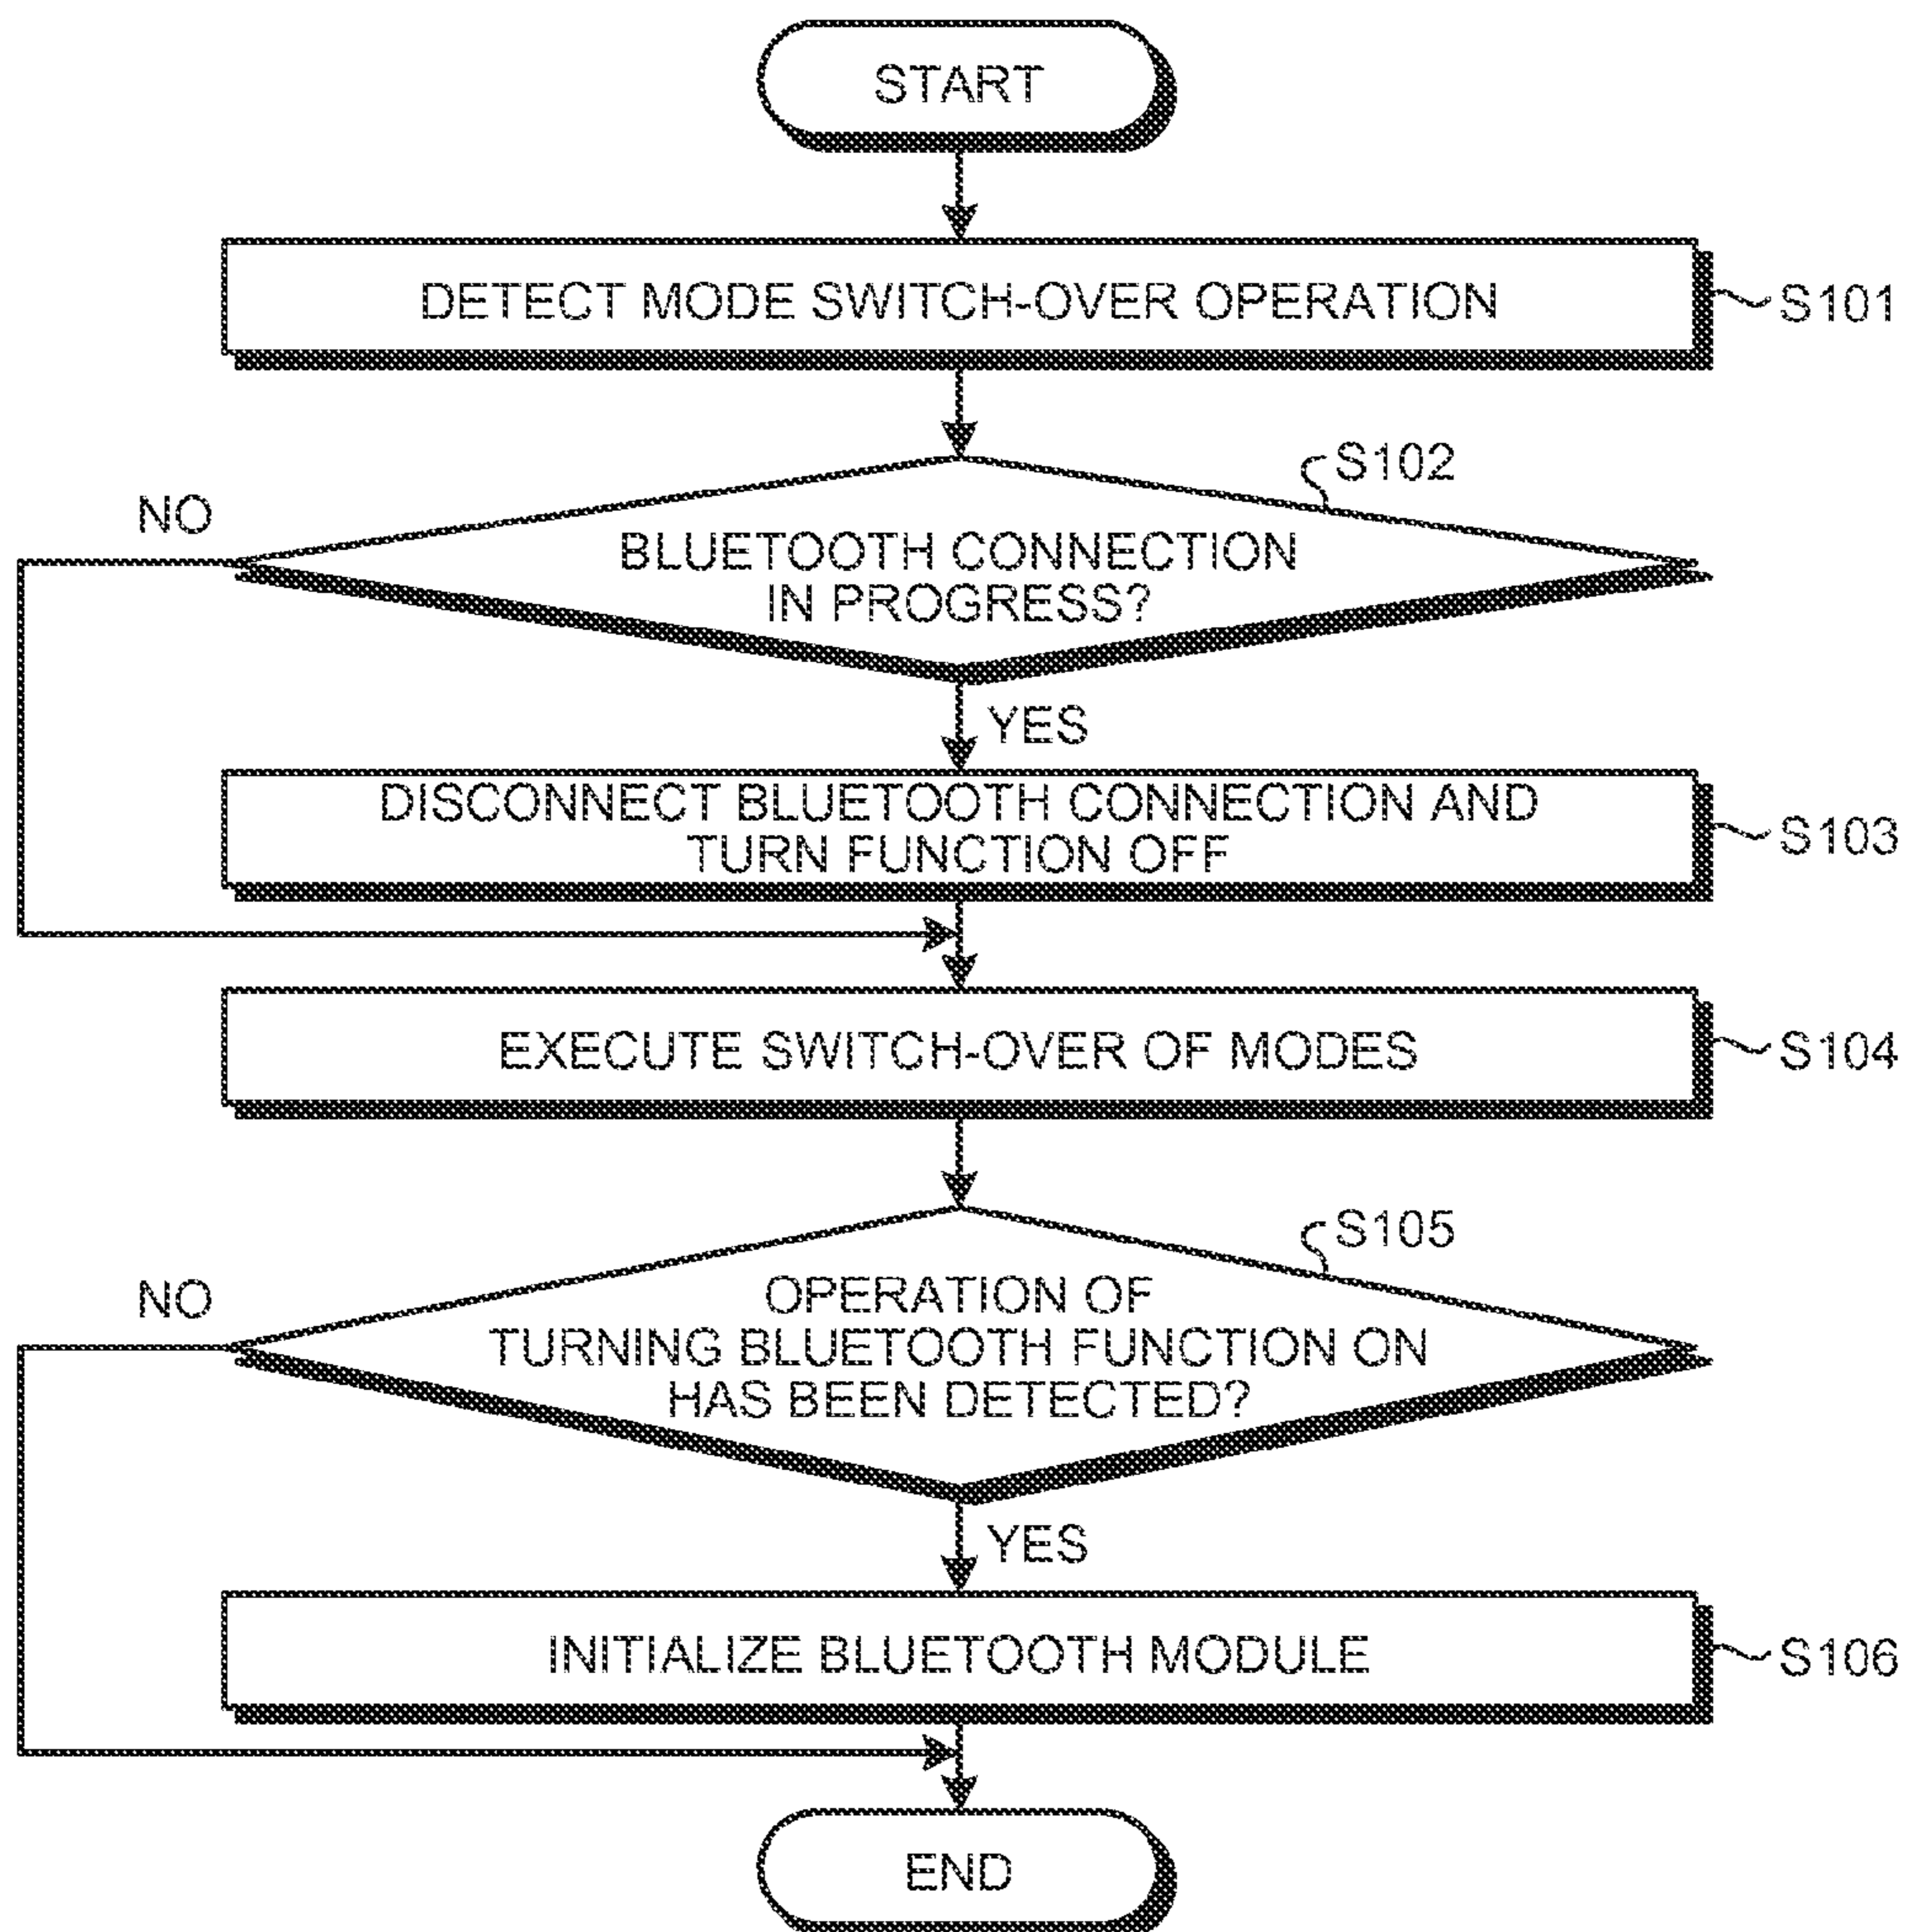 START
DETECT MODE SWITCH-OVER OPERATION
S101
S102
NO
BLUETOOTH CONNECTION
IN PROGRESS?
YES
DISCONNECT BLUETOOTH CONNECTION AND
TURN FUNCTION OFF
S103
EXECUTE SWITCH-OVER OF MODES
S104
S105
NO
OPERATION OF
TURNING BLUETOOTH FUNCTION ON
HAS BEEN DETECTED?
YES
INITIALIZE BLUETOOTH MODULE
S106
END